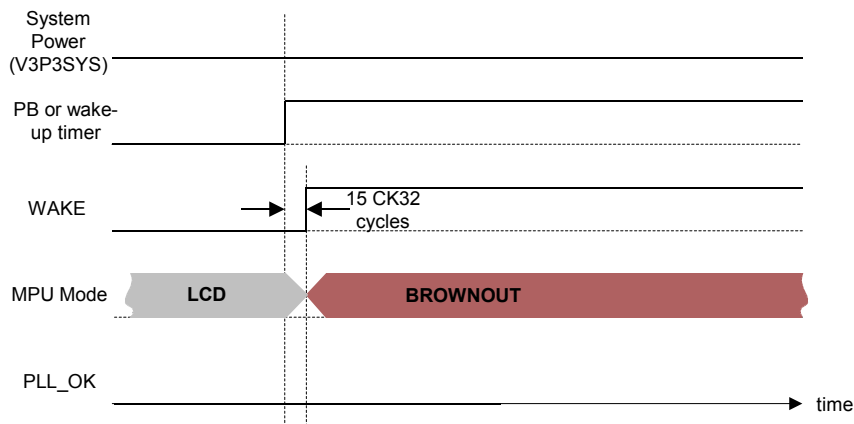 System
Power
(V3P3SYS)
PB or wake-
up timer
WAKE
15 CK32
cycles
MPU Mode
LCD
BROWNOUT
PLL_OK
time